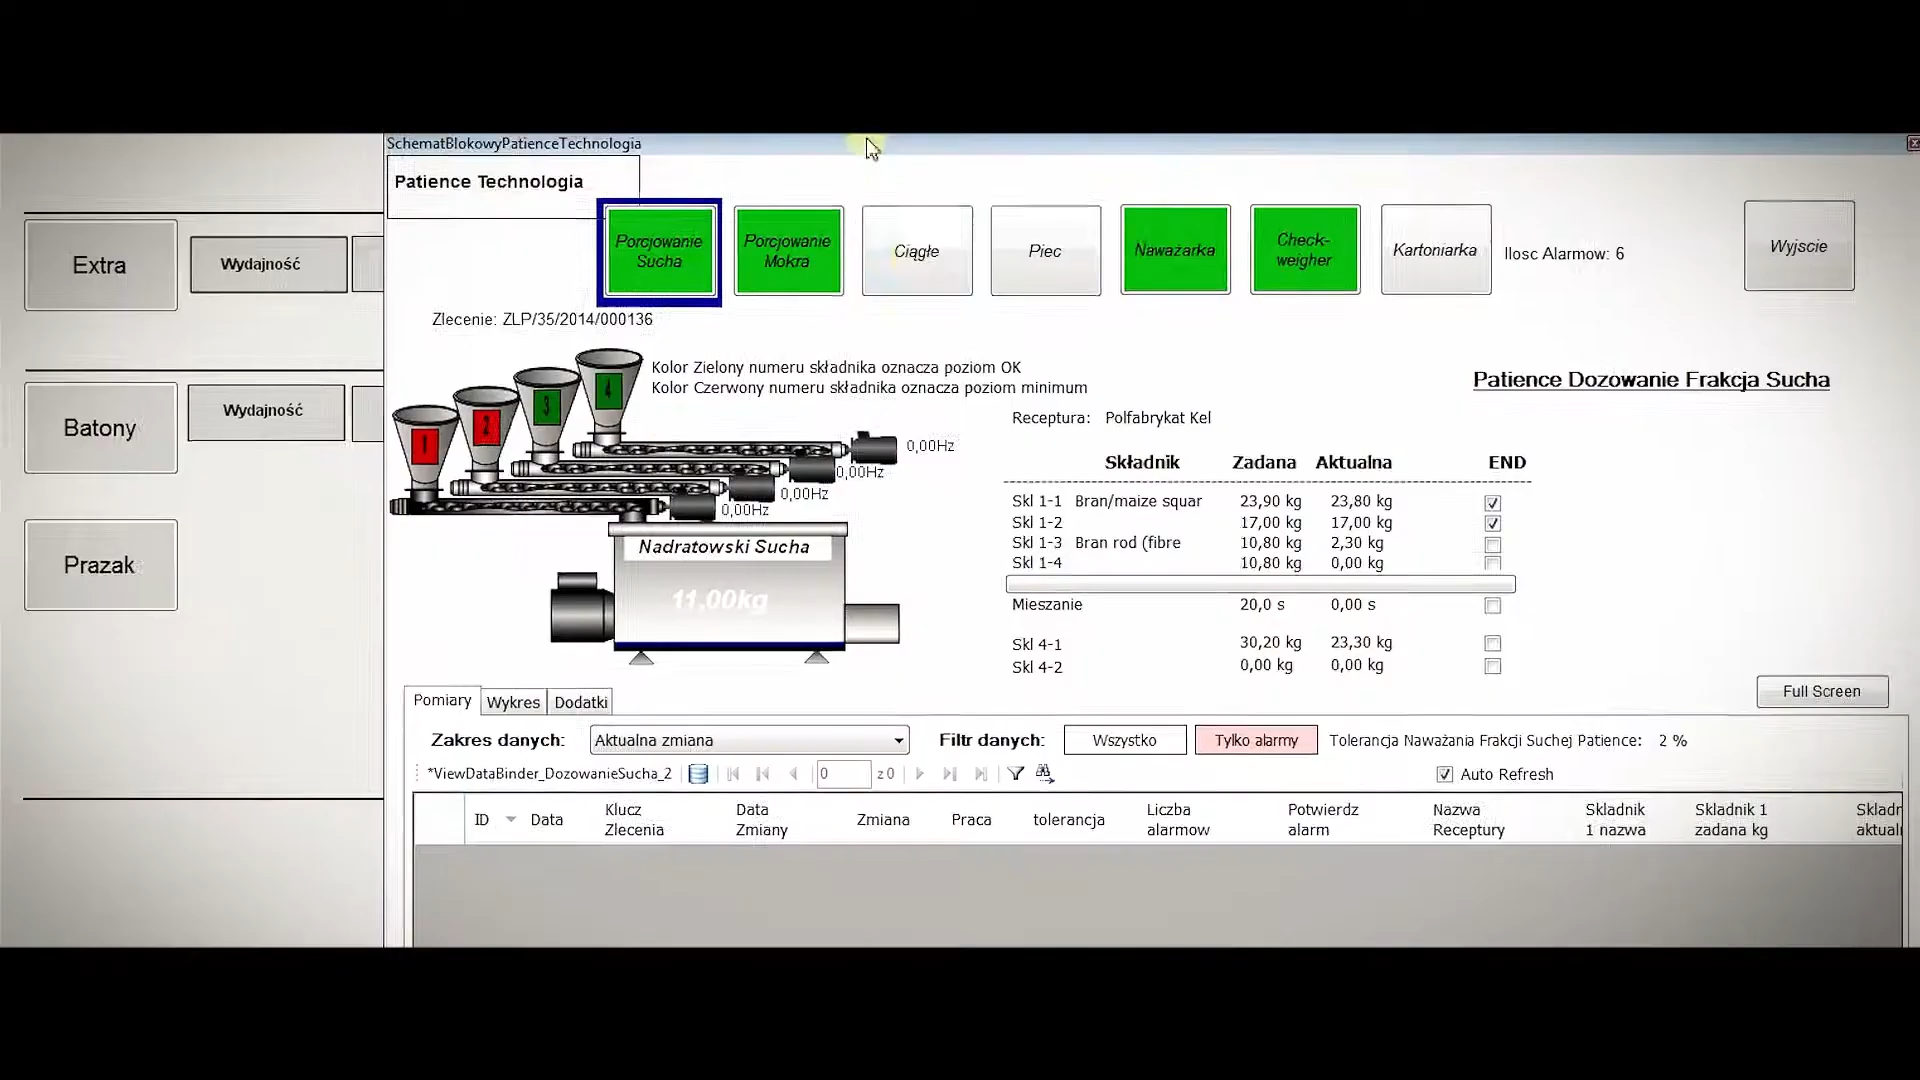 SchematBlokowyPatienceTechnologia
Patience Technologia
Porcjowanie
Sucha
Porcjowanie
Mokra
Ciągłe
Piec
Naważarka
Check-
weigher
Kartoniarka
Ilosc Alarmow: 6
Wyjscie
Extra
Wydajność
Zlecenie: ZLP/35/2014/000136
Kolor Zielony numeru składnika oznacza poziom OK
Kolor Czerwony numeru składnika oznacza poziom minimum
Patience Dozowanie Frakcja Sucha
Batony
Wydajność
1
2
3
4
0,00Hz
0,00Hz
0,00Hz
0,00Hz
Nadratowski Sucha
11,00kg
Receptura: Polfabrykat Kel
Składnik Zadana Aktualna END
Skl 1-1 Bran/maize squar 23,90 kg 23,80 kg
Skl 1-2 17,00 kg 17,00 kg
Skl 1-3 Bran rod (fibre 10,80 kg 2,30 kg
Skl 1-4 10,80 kg 0,00 kg
Mieszanie 20,0 s 0,00 s
Skl 4-1 30,20 kg 23,30 kg
Skl 4-2 0,00 kg 0,00 kg
Prazak
Full Screen
Pomiary Wykres Dodatki
Zakres danych: Aktualna zmiana Filtr danych: Wszystko Tylko alarmy Tolerancja Naważania Frakcji Suchej Patience: 2 %
*ViewDataBinder_DozowanieSucha_2 0 z 0 Auto Refresh
ID Data Klucz Zlecenia Data Zmiany Zmiana Praca tolerancja Liczba alarmow Potwierdz alarm Nazwa Receptury Skladnik 1 nazwa Skladnik 1 zadana kg Skladn aktual